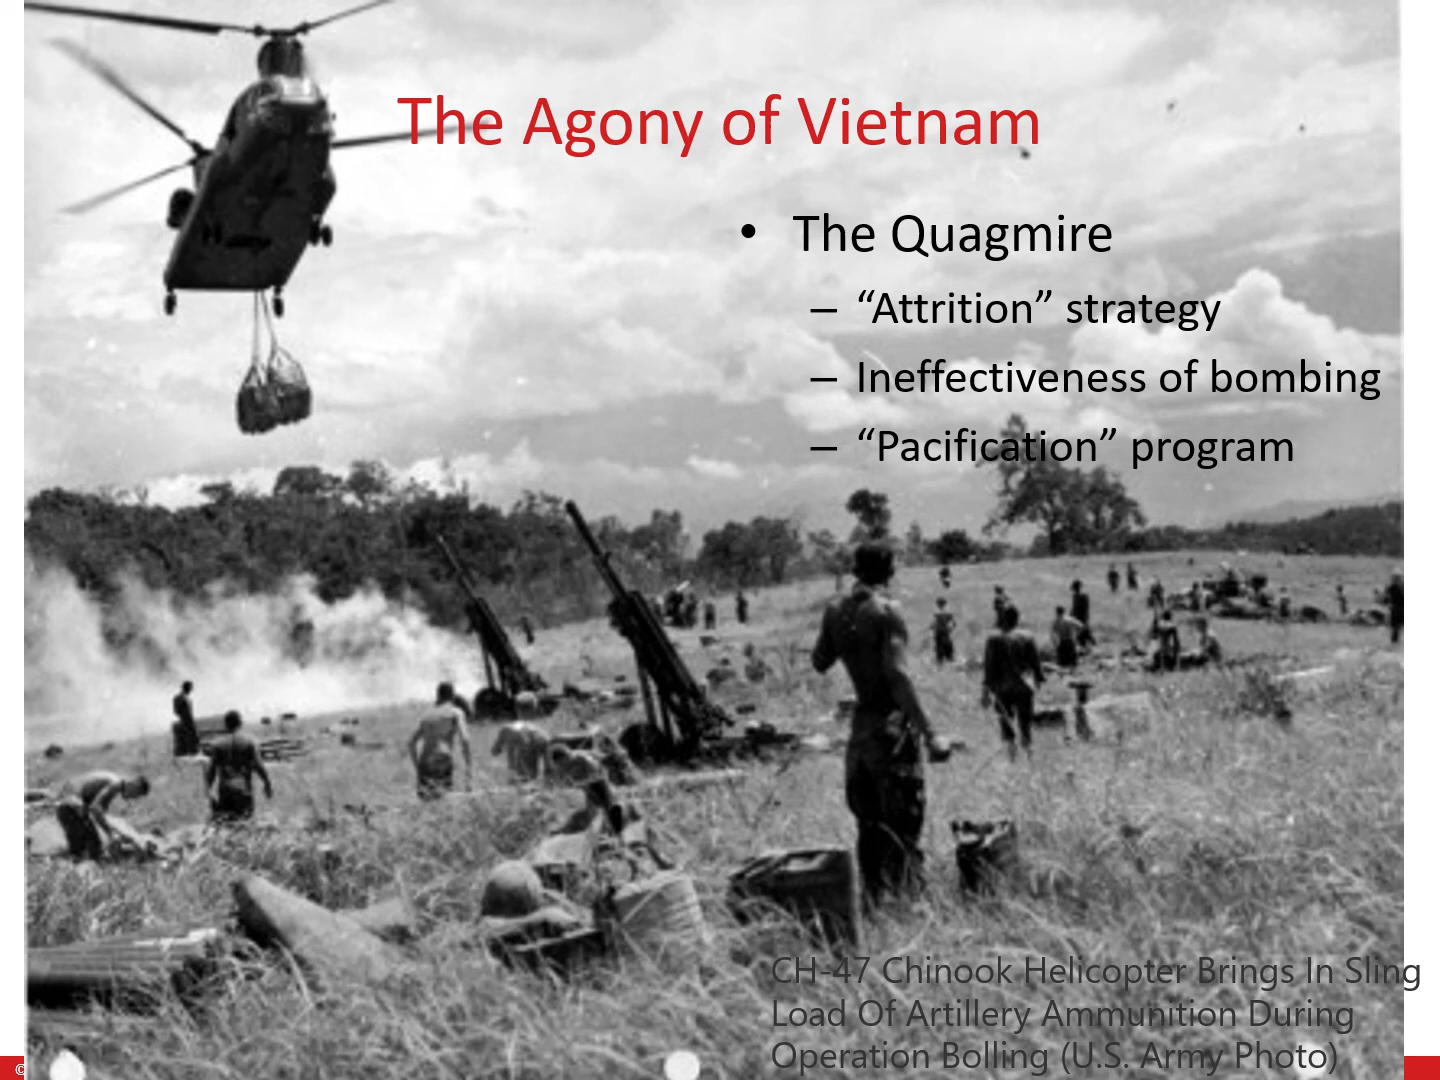 The Agony of Vietnam
• The Quagmire
– “Attrition” strategy
– Ineffectiveness of bombing
– “Pacification” program
CH-47 Chinook Helicopter Brings In Sling
Load Of Artillery Ammunition During
Operation Bolling (U.S. Army Photo)
©